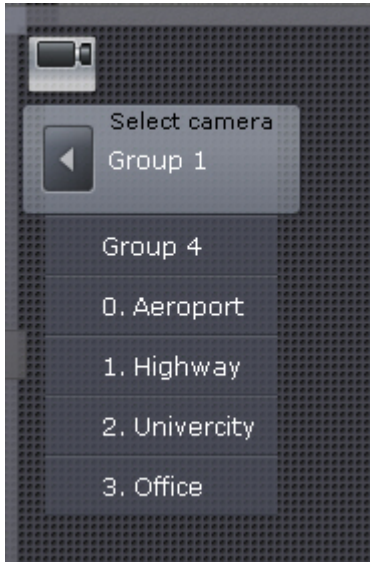 Select camera
Group 1
Group 4
0. Aeroport
1. Highway
2. Univercity
3. Office